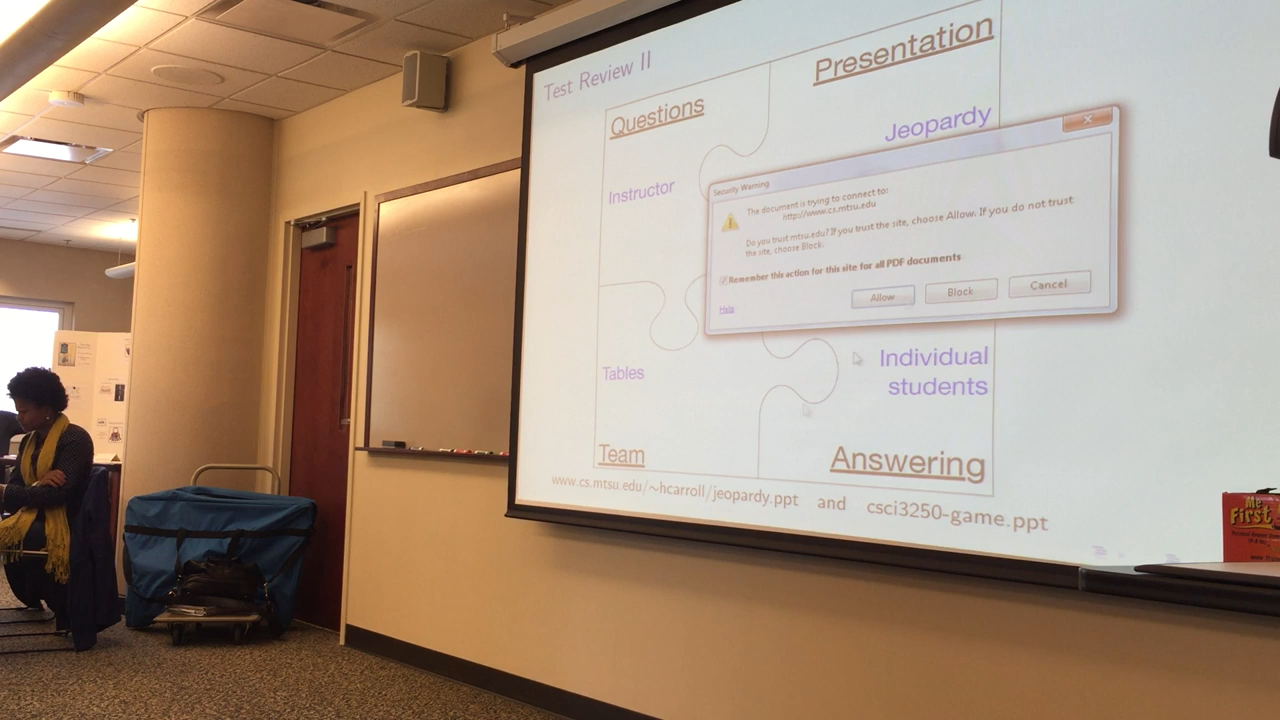 Test Review II
Presentation
Questions
Jeopardy
Instructor
Security Warning
The document is trying to connect to:
http://www.cs.mtsu.edu
Do you trust mtsu.edu? If you trust the site, choose Allow. If you do not trust
the site, choose Block.
Remember this action for this site for all PDF documents
Allow
Block
Cancel
Help
Tables
Individual
students
Team
Answering
www.cs.mtsu.edu/~hcarroll/jeopardy.ppt and csci3250-game.ppt
Me
First